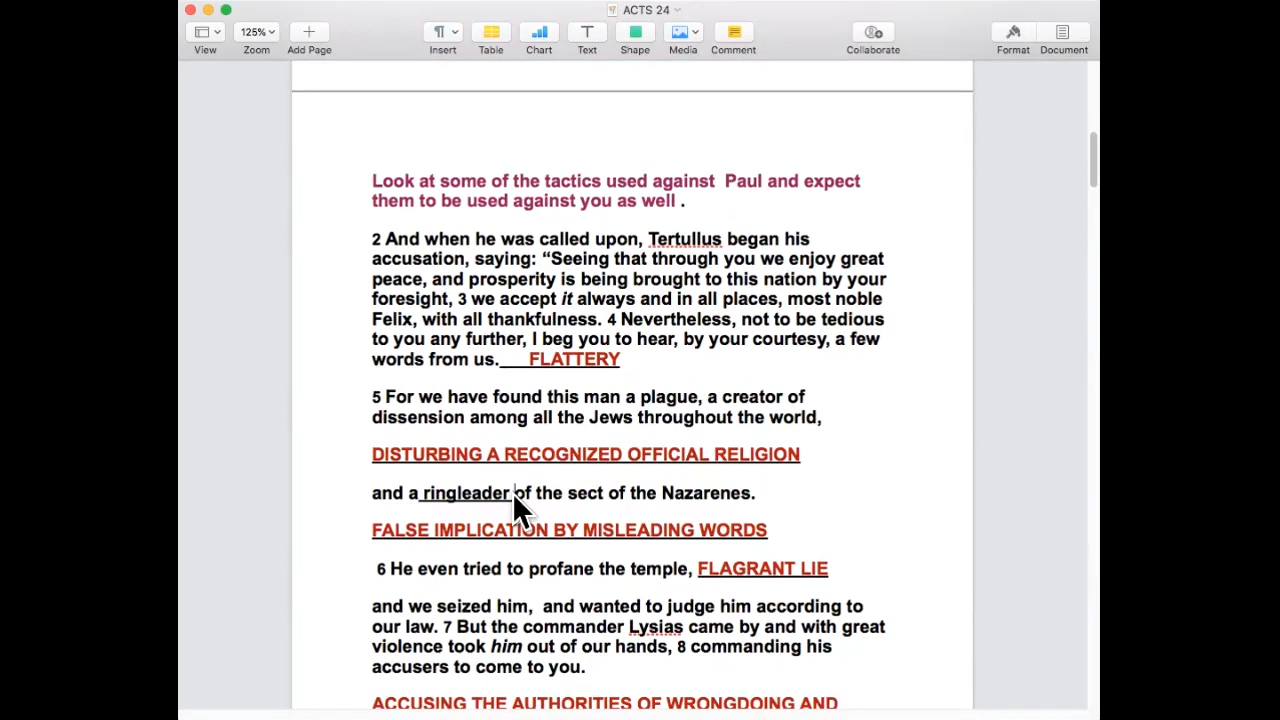 ACTS 24
125%
View
Zoom
Add Page
Insert
Table
Chart
Text
Shape
Media
Comment
Collaborate
Format
Document
Look at some of the tactics used against  Paul and expect
them to be used against you as well .
2 And when he was called upon, Tertullus began his
accusation, saying: “Seeing that through you we enjoy great
peace, and prosperity is being brought to this nation by your
foresight, 3 we accept it always and in all places, most noble
Felix, with all thankfulness. 4 Nevertheless, not to be tedious
to you any further, I beg you to hear, by your courtesy, a few
words from us. FLATTERY
5 For we have found this man a plague, a creator of
dissension among all the Jews throughout the world,
DISTURBING A RECOGNIZED OFFICIAL RELIGION
and a ringleader of the sect of the Nazarenes.
FALSE IMPLICATION BY MISLEADING WORDS
6 He even tried to profane the temple, FLAGRANT LIE
and we seized him,  and wanted to judge him according to
our law. 7 But the commander Lysias came by and with great
violence took him out of our hands, 8 commanding his
accusers to come to you.
ACCUSING THE AUTHORITIES OF WRONGDOING AND